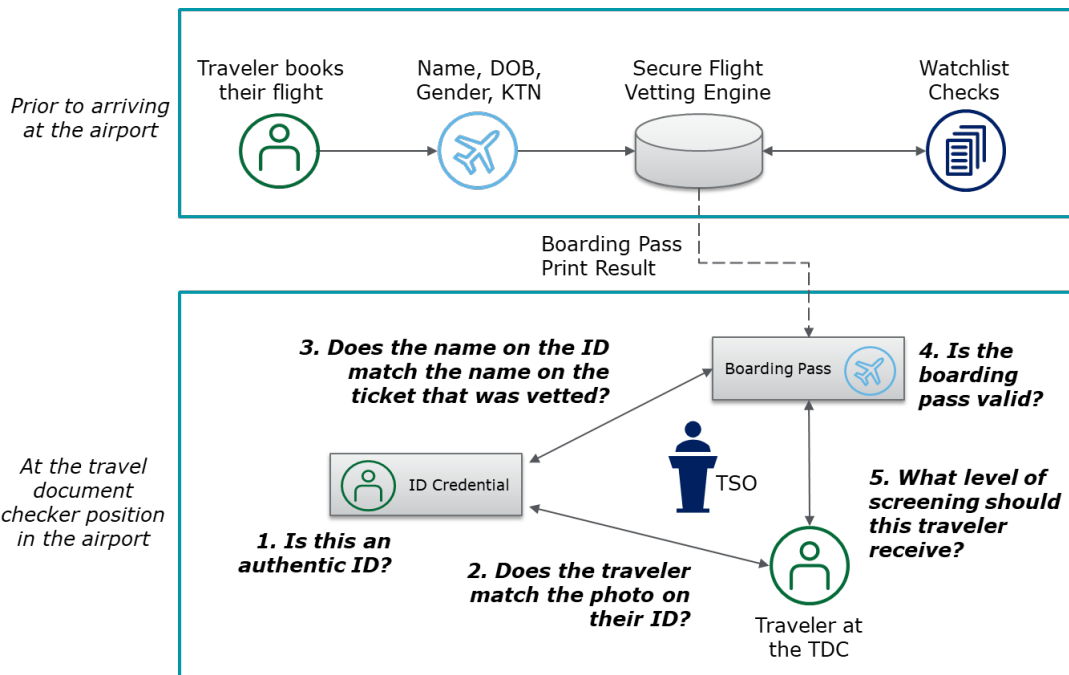 Prior to arriving
at the airport
Traveler books
their flight
Name, DOB,
Gender, KTN
Secure Flight
Vetting Engine
Watchlist
Checks
Boarding Pass
Print Result
At the travel
document
checker position
in the airport
3. Does the name on the ID
match the name on the
ticket that was vetted?
Boarding Pass
4. Is the
boarding
pass valid?
ID Credential
TSO
1. Is this an
authentic ID?
2. Does the traveler
match the photo on
their ID?
5. What level of
screening should
this traveler
receive?
Traveler at
the TDC